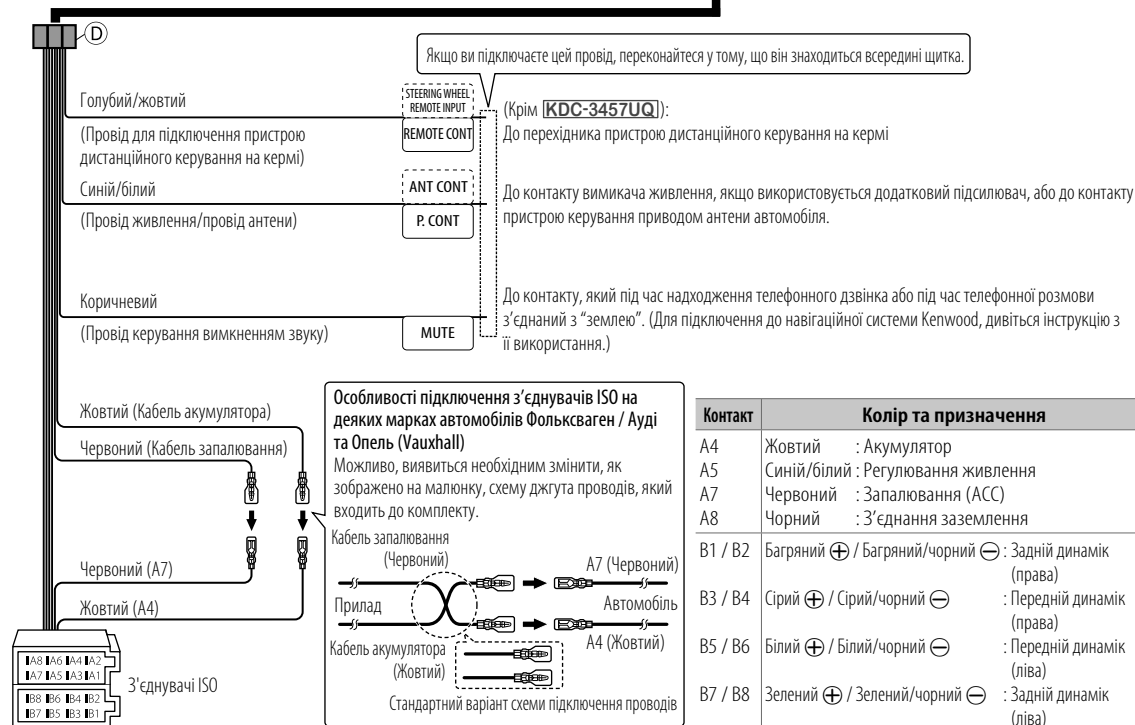 D
Якщо ви підключаєте цей провід, переконайтеся у тому, що він знаходиться всередині щитка.
Голубий/жовтий
(Провід для підключення пристрою
дистанційного керування на кермі)
STEERING WHEEL
REMOTE INPUT
REMOTE CONT
(Крім KDC-3457UQ):
До перехідника пристрою дистанційного керування на кермі
Синій/білий
(Провід живлення/провід антени)
ANT CONT
P. CONT
До контакту вимикача живлення, якщо використовується додатковий підсилювач, або до контакту
пристрою керування приводом антени автомобіля.
Коричневий
(Провід керування вимкненням звуку)
MUTE
До контакту, який під час надходження телефонного дзвінка або під час телефонної розмови
з’єднаний з “землею”. (Для підключення до навігаційної системи Kenwood, дивіться інструкцію з
її використання.)
Жовтий (Кабель акумулятора)
Червоний (Кабель запалювання)
Червоний (A7)
Жовтий (A4)
A8 A6 A4 A2
A7 A5 A3 A1
B8 B6 B4 B2
B7 B5 B3 B1
З’єднувачі ISO
Особливості підключення з’єднувачів ISO на
деяких марках автомобілів Фольксваген / Ауді
та Опель (Vauxhall)
Можливо, виявиться необхідним змінити, як
зображено на малюнку, схему джгута проводів, який
входить до комплекту.
Кабель запалювання
(Червоний)
A7 (Червоний)
Прилад
Автомобіль
Кабель акумулятора
(Жовтий)
A4 (Жовтий)
Стандартний варіант схеми підключення проводів
Контакт Колір та призначення
A4 Жовтий : Акумулятор
A5 Синій/білий : Регулювання живлення
A7 Червоний : Запалювання (ACC)
A8 Чорний : З’єднання заземлення
B1 / B2 Багряний ⊕ / Багряний/чорний ⊖ : Задній динамік
(права)
B3 / B4 Сірий ⊕ / Сірий/чорний ⊖ : Передній динамік
(права)
B5 / B6 Білий ⊕ / Білий/чорний ⊖ : Передній динамік
(ліва)
B7 / B8 Зелений ⊕ / Зелений/чорний ⊖ : Задній динамік
(ліва)